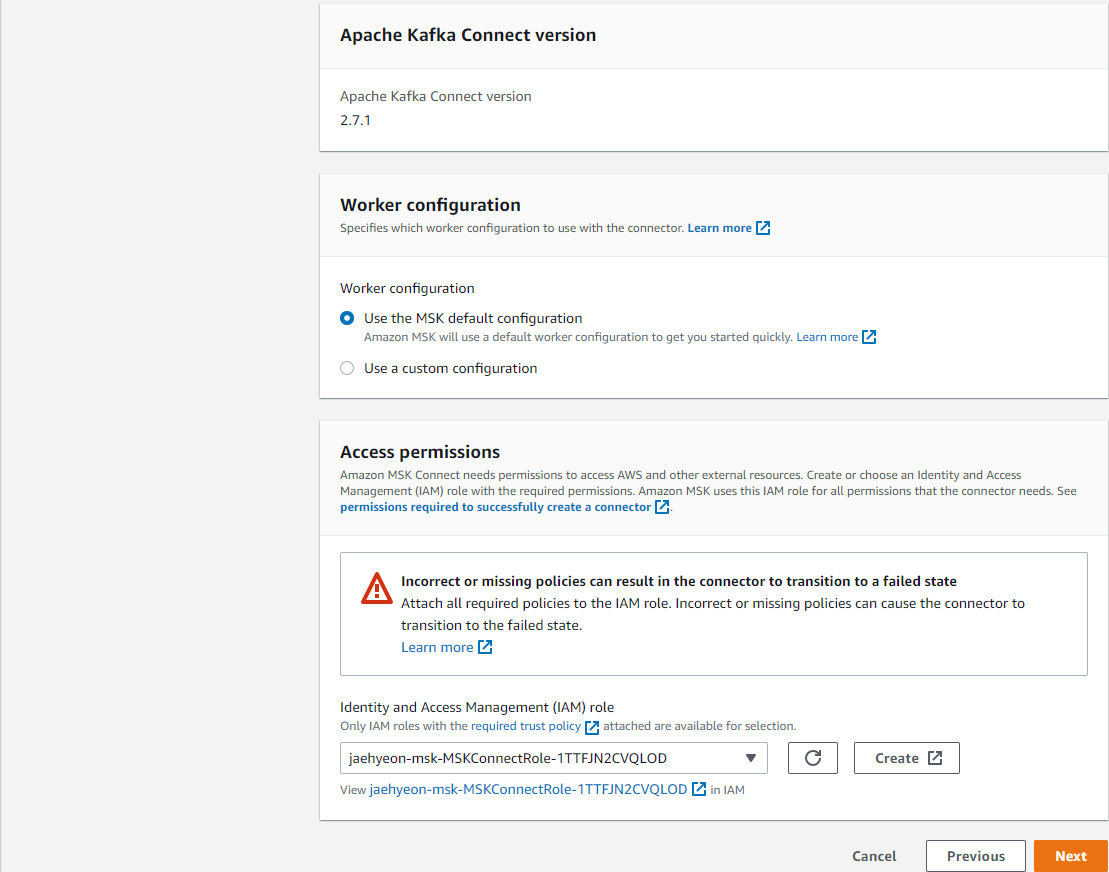 Apache Kafka Connect version
Apache Kafka Connect version
2.7.1
Worker configuration
Specifies which worker configuration to use with the connector. Learn more
Worker configuration
Use the MSK default configuration
Amazon MSK will use a default worker configuration to get you started quickly. Learn more
Use a custom configuration
Access permissions
Amazon MSK Connect needs permissions to access AWS and other external resources. Create or choose an Identity and Access
Management (IAM) role with the required permissions. Amazon MSK uses this IAM role for all permissions that the connector needs. See
permissions required to successfully create a connector.
Incorrect or missing policies can result in the connector to transition to a failed state
Attach all required policies to the IAM role. Incorrect or missing policies can cause the connector to
transition to the failed state.
Learn more
Identity and Access Management (IAM) role
Only IAM roles with the required trust policy attached are available for selection.
jaehyeon-msk-MSKConnectRole-1TTFJN2CVQLOD
Create
View jaehyeon-msk-MSKConnectRole-1TTFJN2CVQLOD in IAM
Cancel
Previous
Next